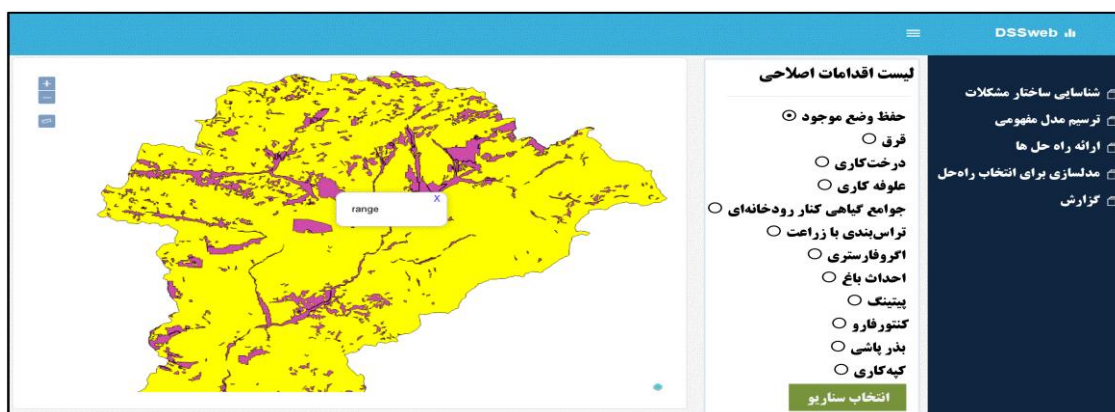 DSSweb
شناسایی ساختار مشکلات
ترسیم مدل مفهومی
ارائه راه حل ها
مدلسازی برای انتخاب راه‌حل
گزارش
لیست اقدامات اصلاحی
حفظ وضع موجود
قرق
درخت‌کاری
علوفه کاری
جوامع گیاهی کنار رودخانه‌ای
تراس‌بندی با زراعت
اگروفارستری
احداث باغ
پیتینگ
کنتورفارو
بذر پاشی
کپه‌کاری
انتخاب سناریو
+
−
X
range